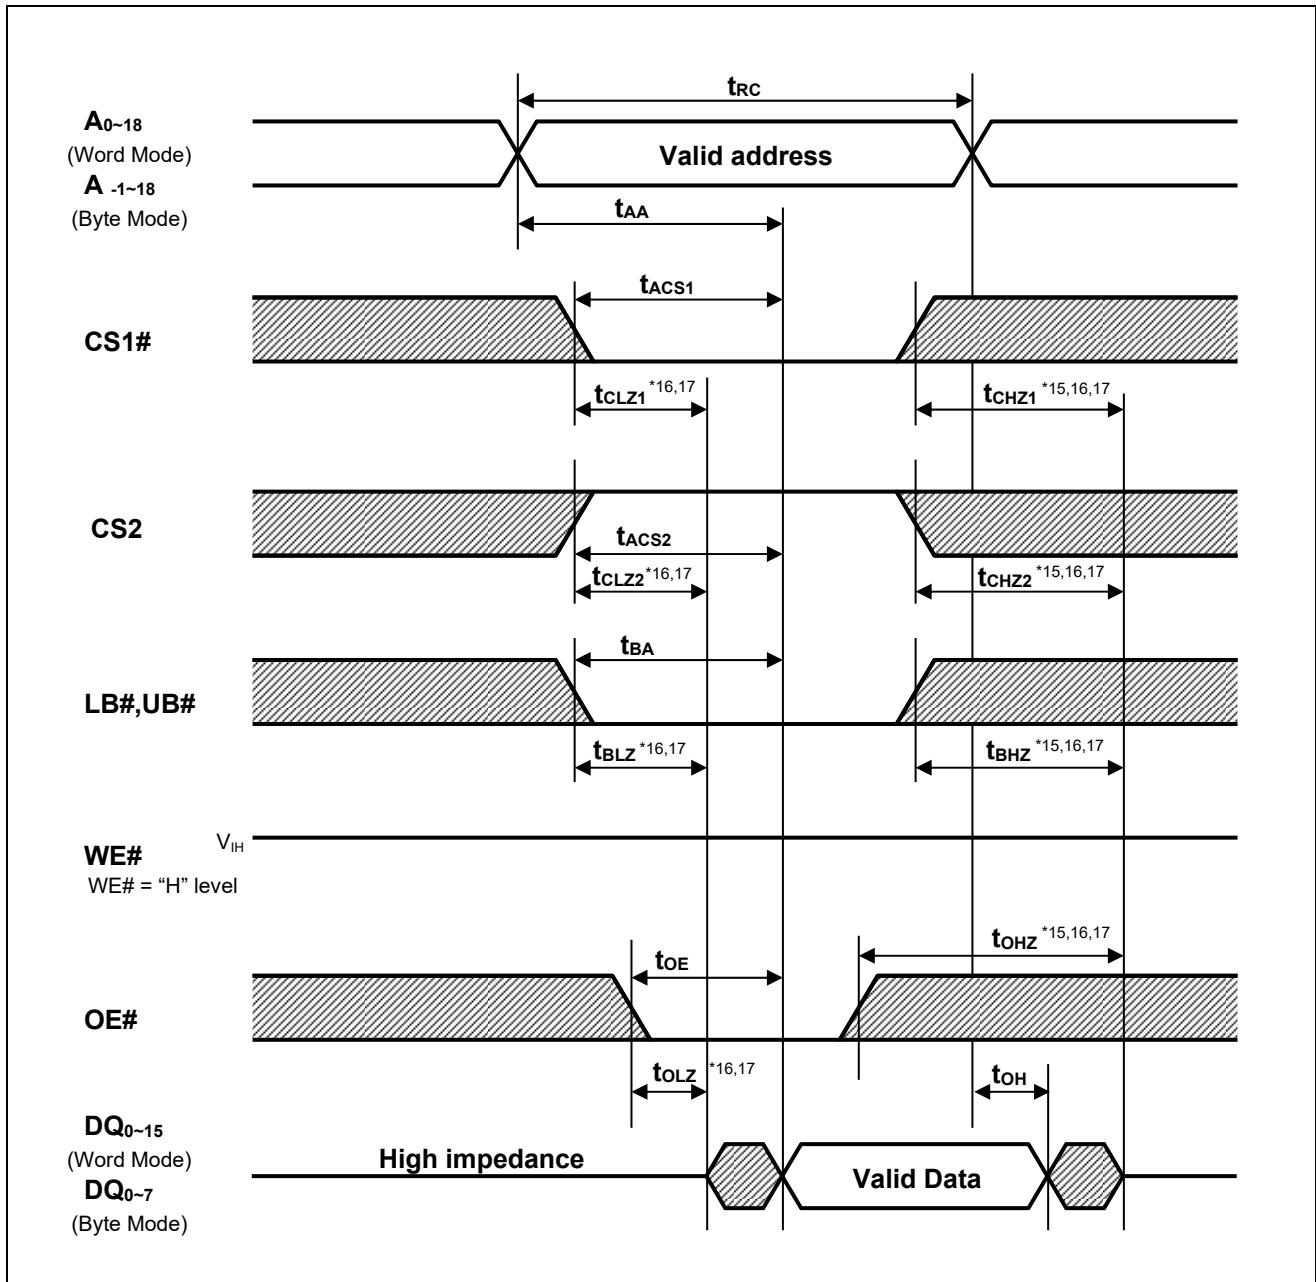 tRC
A0~18
(Word Mode)
Valid address
A -1~18
(Byte Mode)
tAA
tACS1
CS1#
tCLZ1 *16,17
tCHZ1 *15,16,17
CS2
tACS2
tCLZ2 *16,17
tCHZ2 *15,16,17
tBA
LB#,UB#
tBLZ *16,17
tBHZ *15,16,17
VIH
WE#
WE# = “H” level
tOHZ *15,16,17
tOE
OE#
tOLZ *16,17
tOH
DQ0~15
(Word Mode)
High impedance
Valid Data
DQ0~7
(Byte Mode)